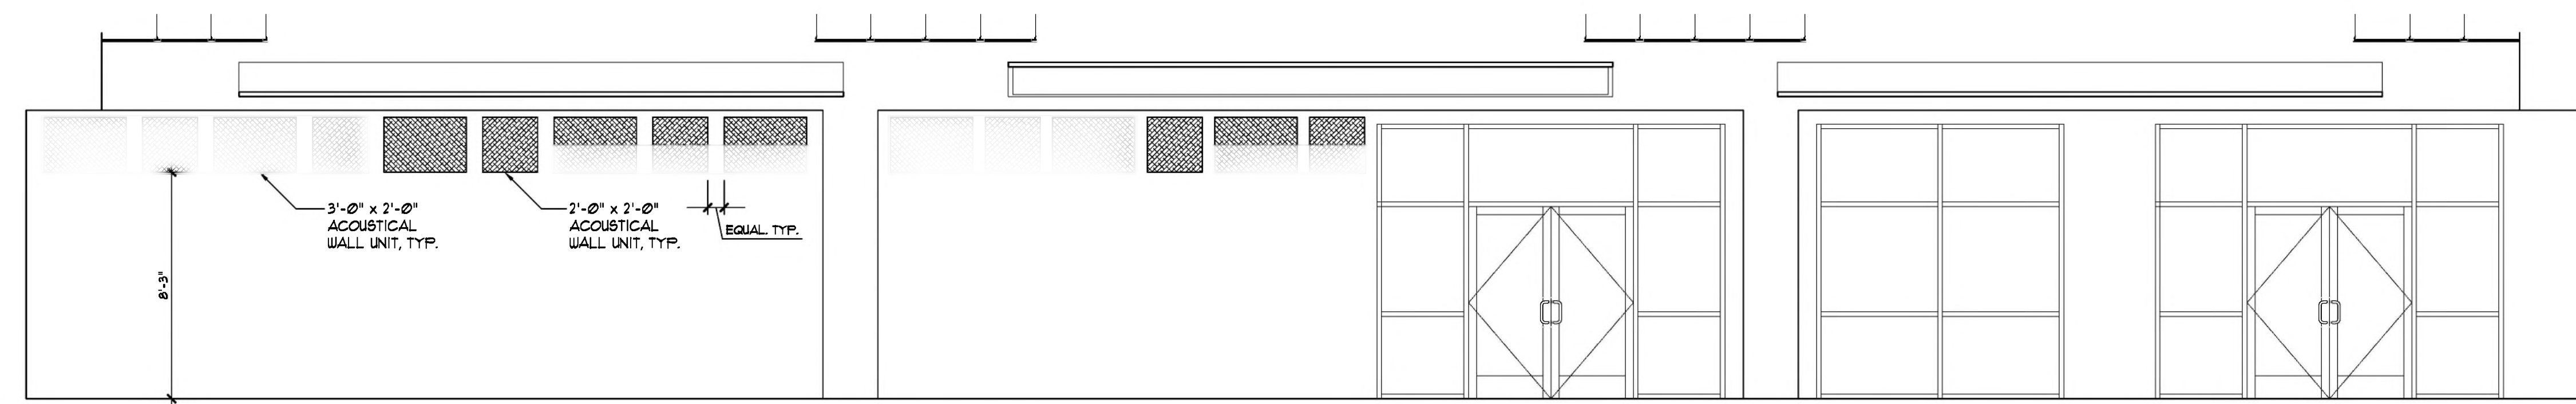 3'-0" x 2'-0"
ACOUSTICAL
WALL UNIT, TYP.
2'-0" x 2'-0"
ACOUSTICAL
WALL UNIT, TYP.
EQUAL. TYP.
8'-3"